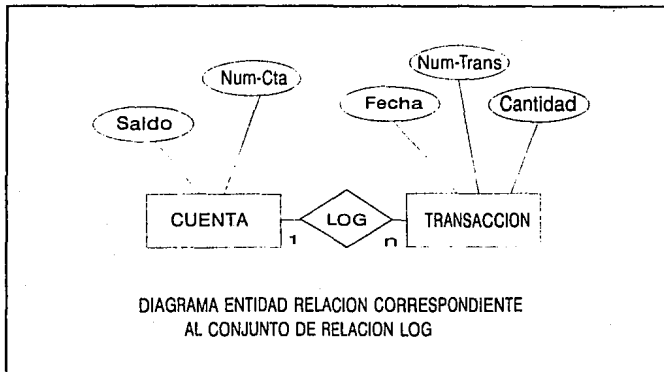 Num-Cta
Saldo
Num-Trans
Fecha
Cantidad
CUENTA
1
LOG
n
TRANSACCION
DIAGRAMA ENTIDAD RELACION CORRESPONDIENTE
AL CONJUNTO DE RELACION LOG